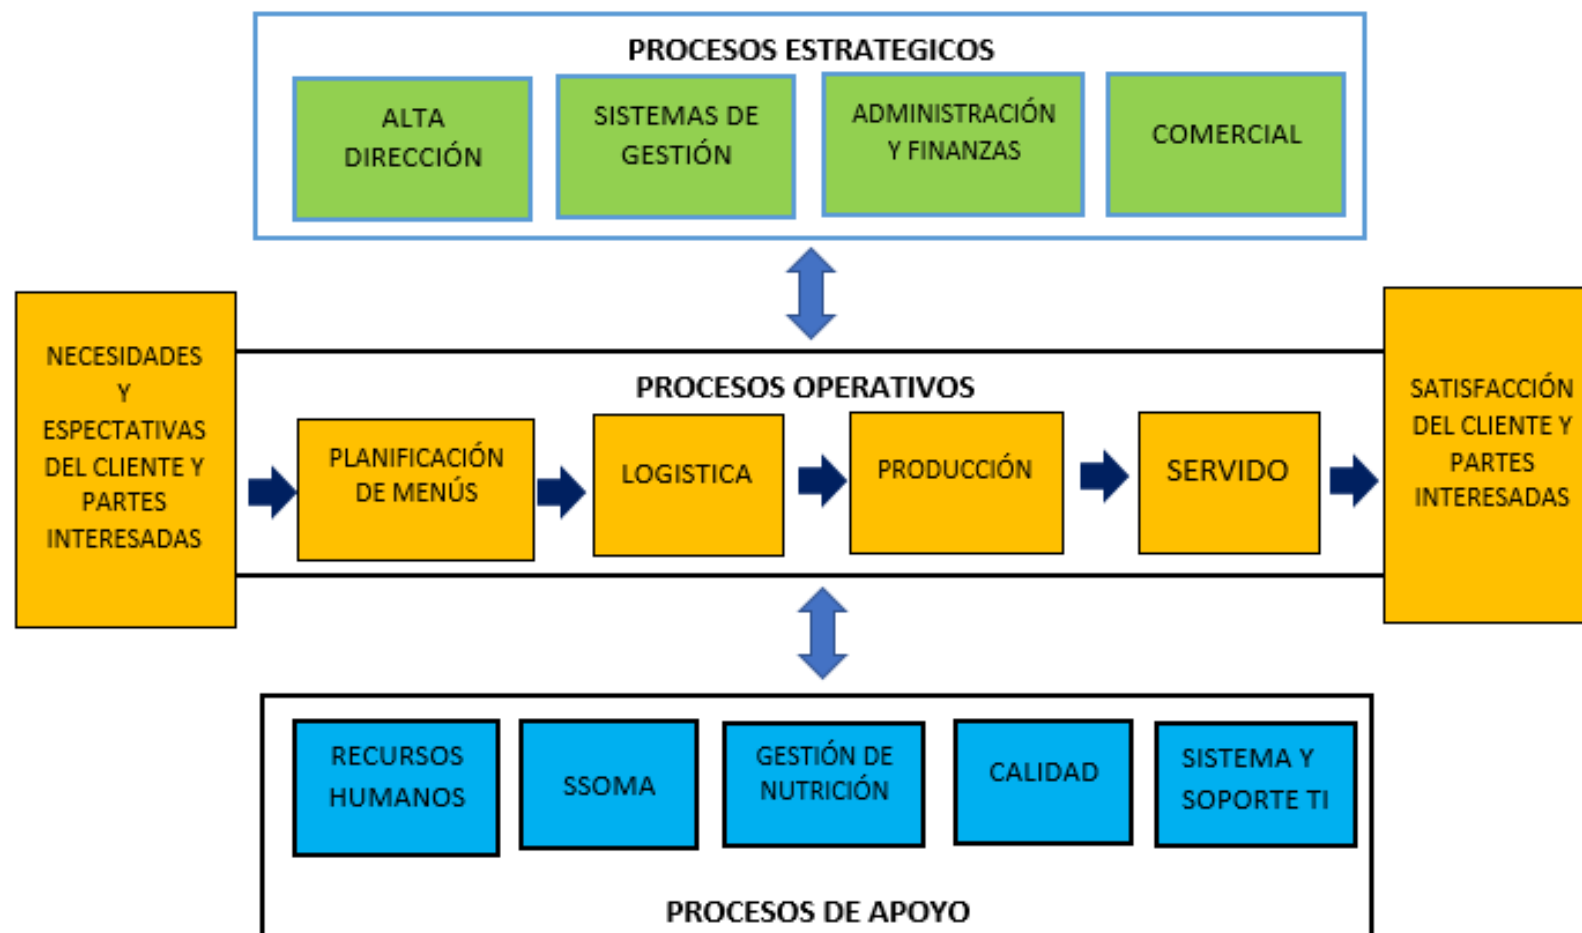 PROCESOS ESTRATEGICOS
ALTA
DIRECCIÓN
SISTEMAS DE
GESTIÓN
ADMINISTRACIÓN
Y FINANZAS
COMERCIAL
NECESIDADES
Y
ESPECTATIVAS
DEL CLIENTE Y
PARTES
INTERESADAS
PROCESOS OPERATIVOS
PLANIFICACIÓN
DE MENÚS
LOGISTICA
PRODUCCIÓN
SERVIDO
SATISFACCIÓN
DEL CLIENTE Y
PARTES
INTERESADAS
RECURSOS
HUMANOS
SSOMA
GESTIÓN DE
NUTRICIÓN
CALIDAD
SISTEMA Y
SOPORTE TI
PROCESOS DE APOYO